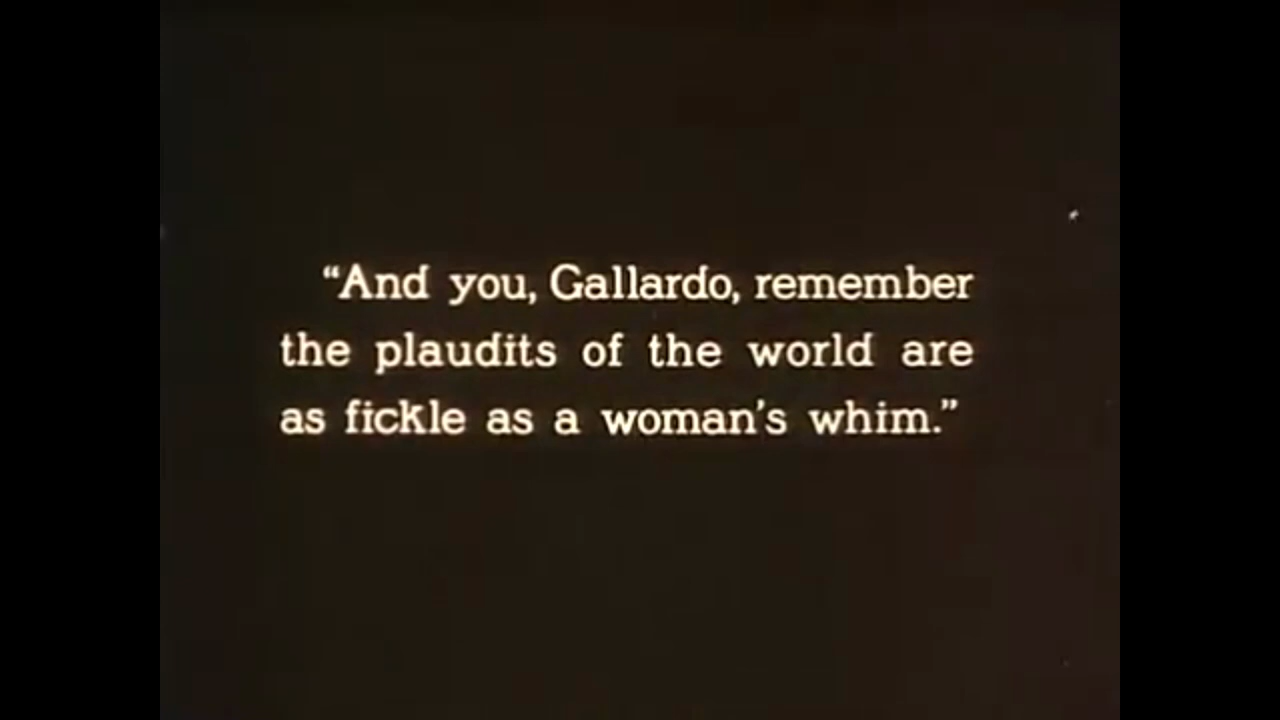 “And you, Gallardo, remember
the plaudits of the world are
as fickle as a woman's whim.”